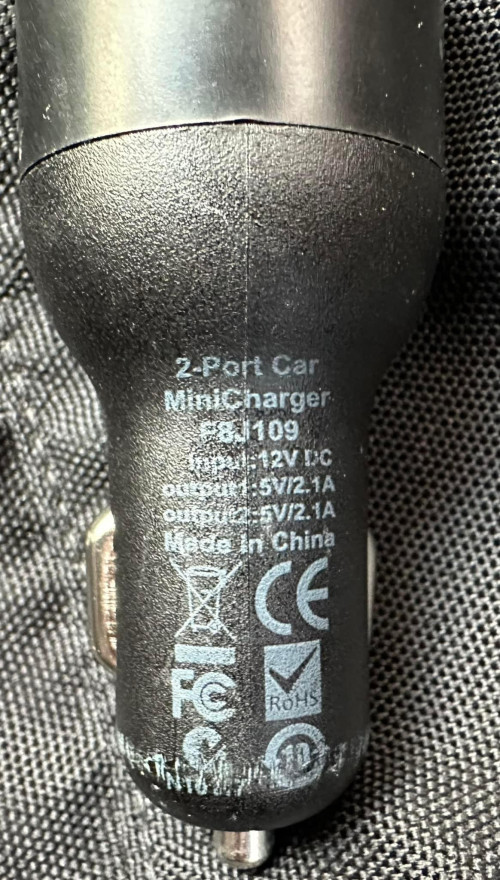 2-Port Car
MiniCharger
F8J109
Input:12V DC
output1:5V/2.1A
output2:5V/2.1A
Made in China
CE
FC
RoHS
10